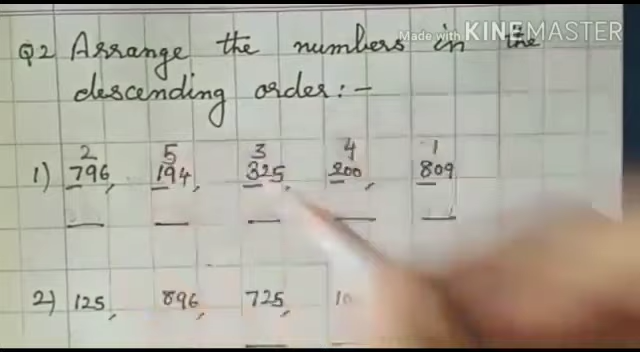 Made with KINEMASTER
Q2 Arrange the numbers in the
descending order:-
2 5 3 4 1
1) 796, 194, 325, 200, 809
2) 125, 896, 725,